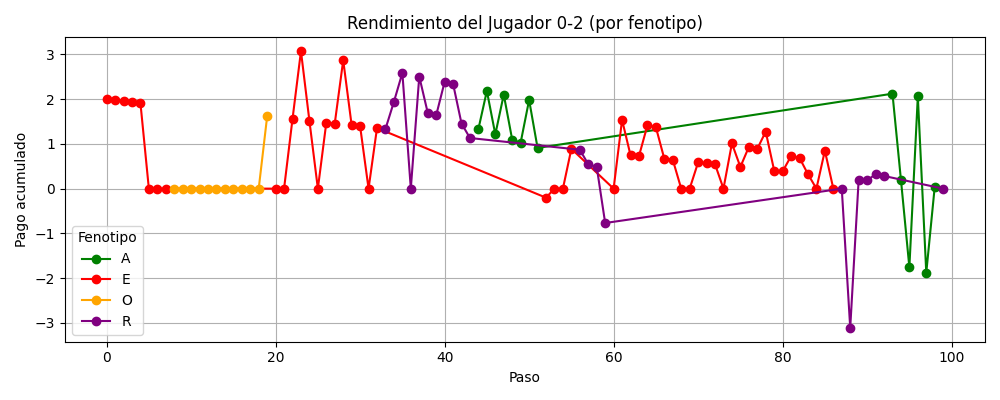 Rendimiento del Jugador 0-2 (por fenotipo)
Pago acumulado
3
2
1
0
−1
−2
−3
Fenotipo
A
E
O
R
0 20 40 60 80 100
Paso